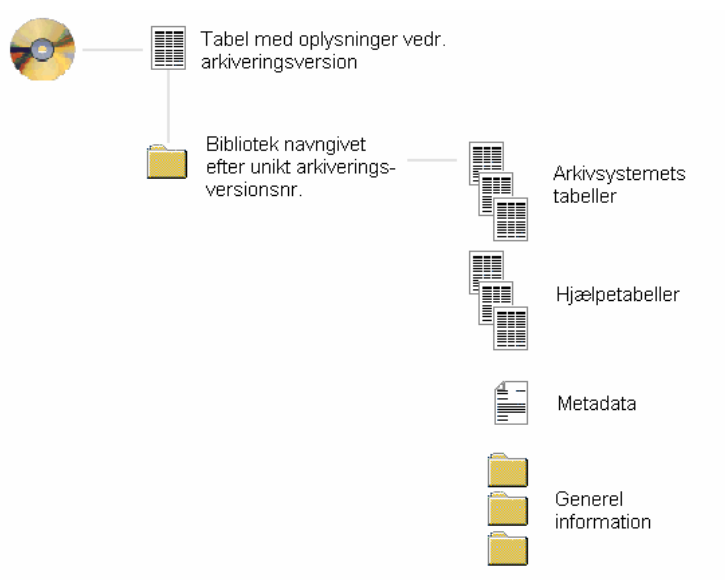 Tabel med oplysninger vedr.
arkiveringsversion
Bibliotek navngivet
efter unikt arkiverings-
versionsnr.
Arkivsystemets
tabeller
Hjælpetabeller
Metadata
Generel
information